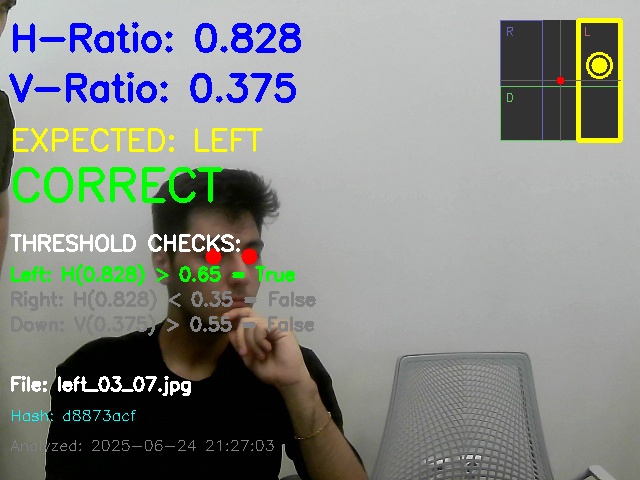 H-Ratio: 0.828
V-Ratio: 0.375
R
L
D
EXPECTED: LEFT
CORRECT
THRESHOLD CHECKS:
Left: H(0.828) > 0.65 = True
Right: H(0.828) < 0.35 = False
Down: V(0.375) > 0.55 = False
File: left_03_07.jpg
Hash: d8873acf
Analyzed: 2025-06-24 21:27:03